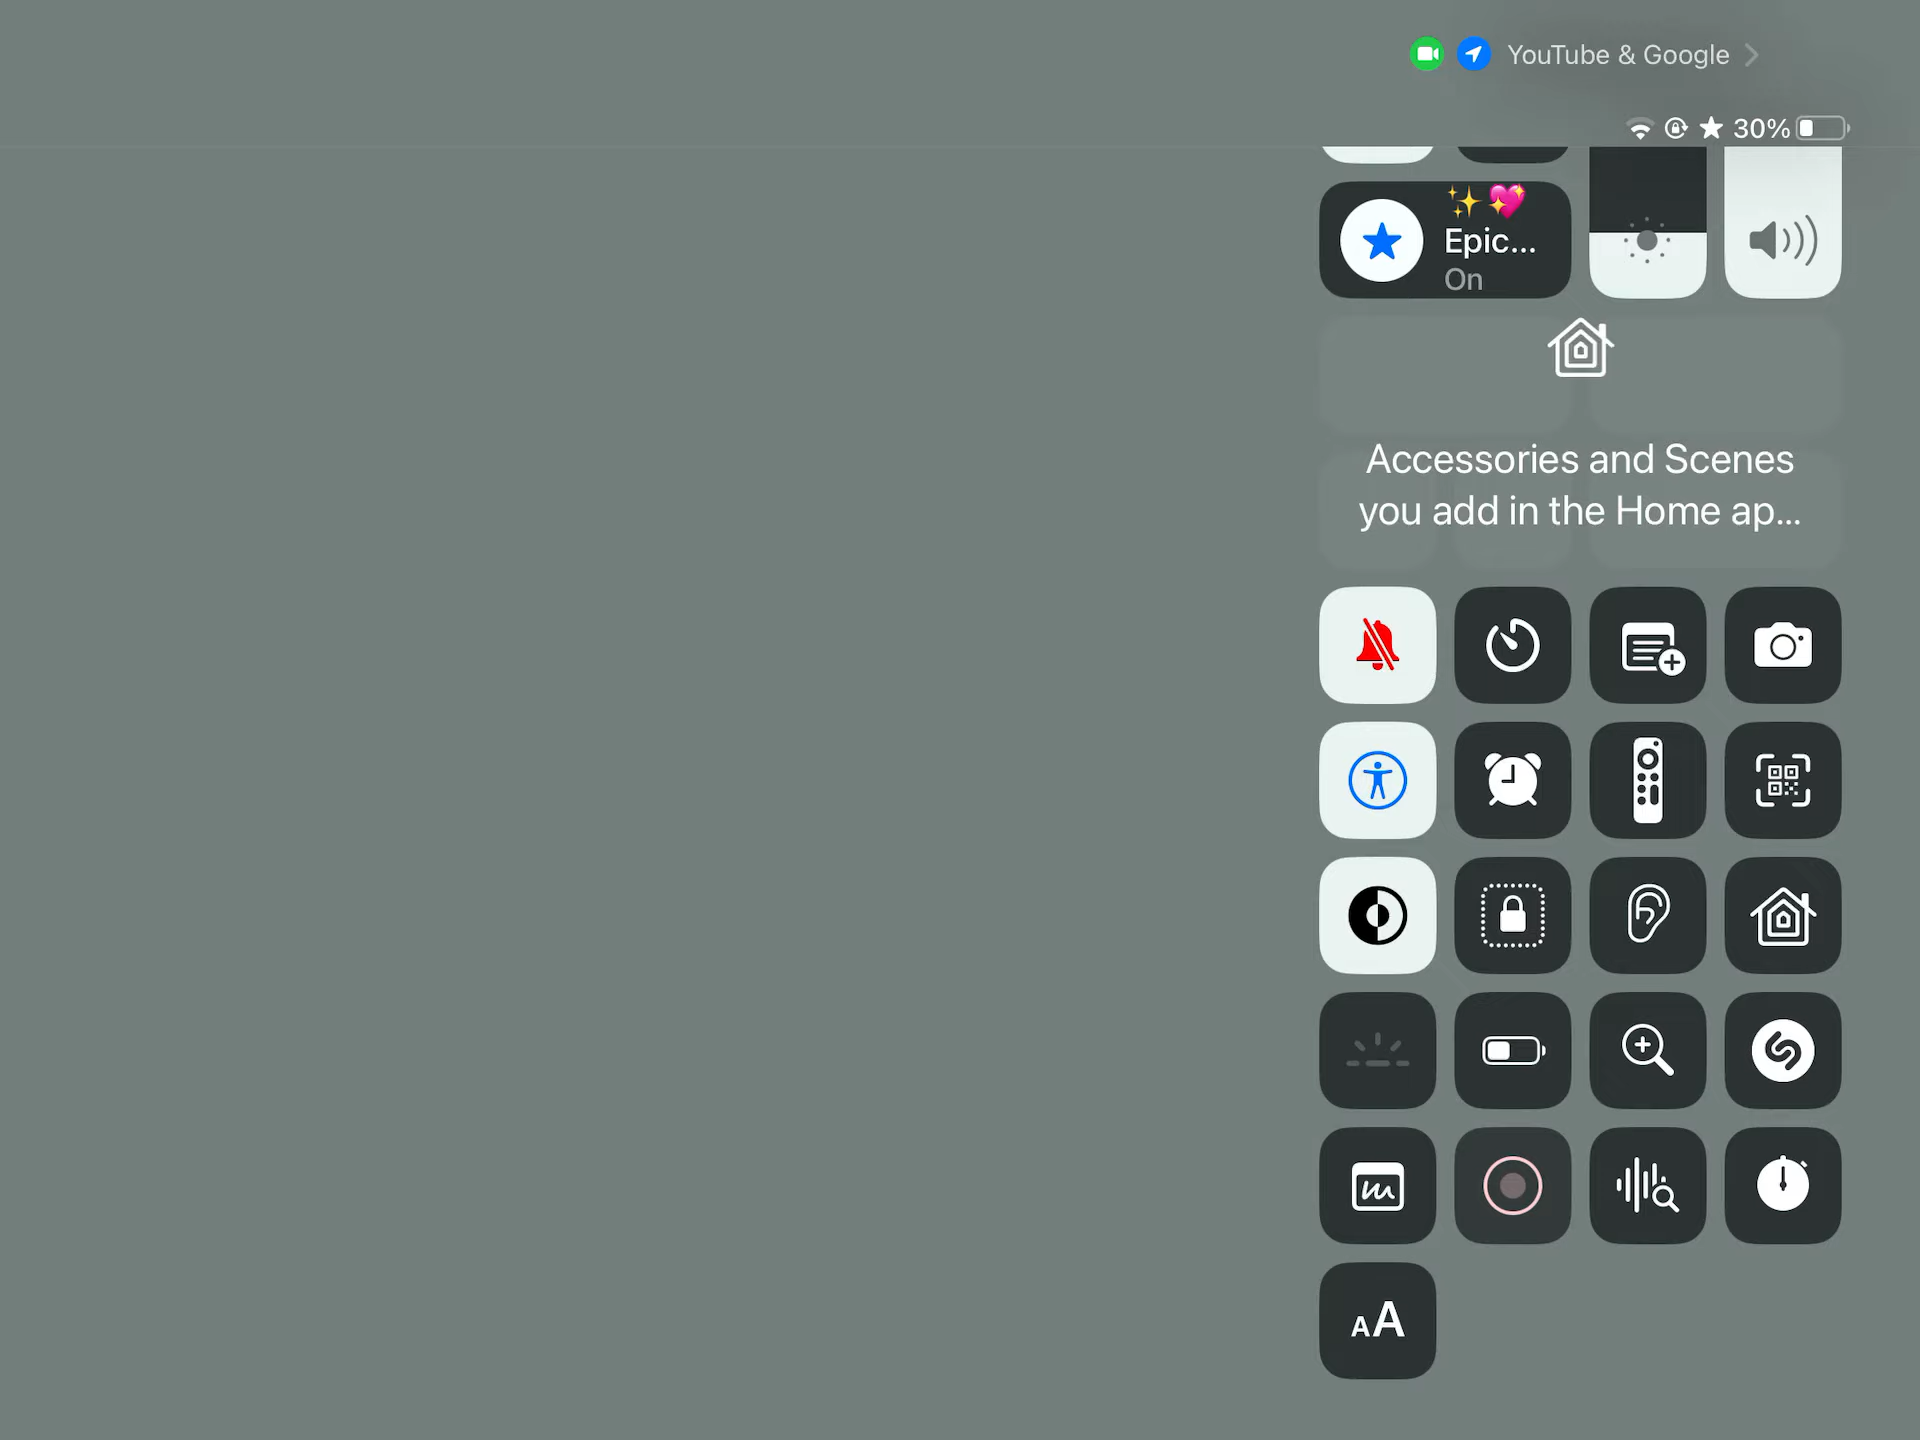 YouTube & Google
30%
✨💖
Epic...
On
Accessories and Scenes
you add in the Home ap...
AA